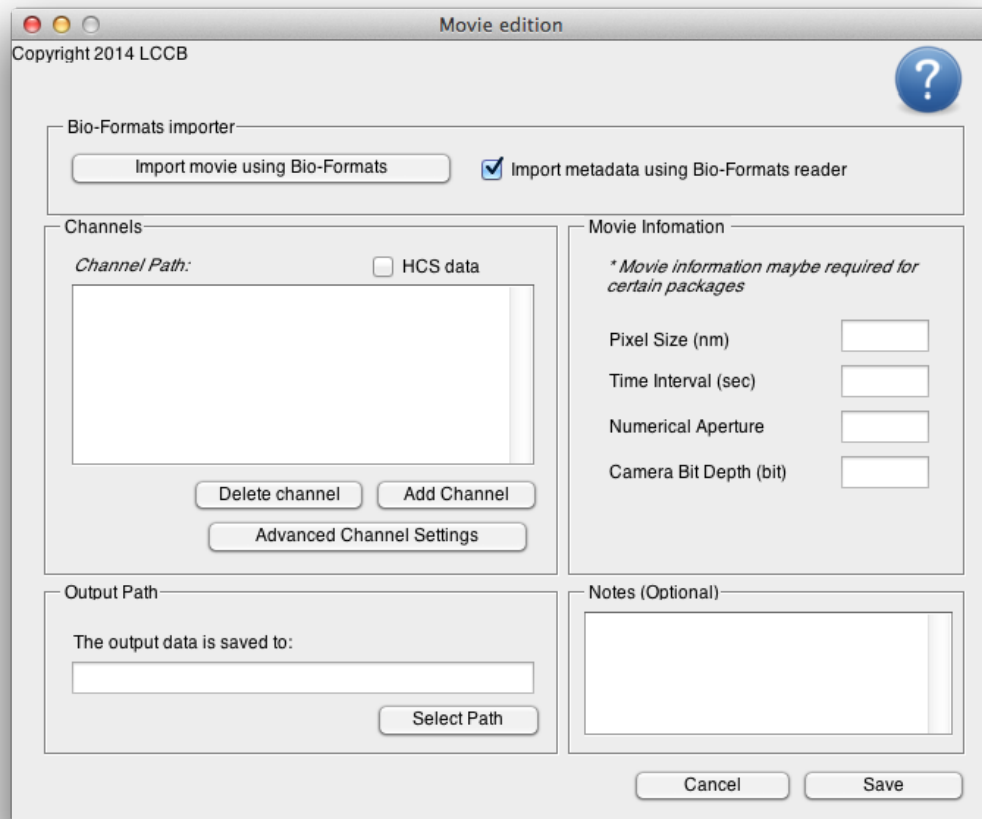 Movie edition
Copyright 2014 LCCB
?
Bio-Formats importer
Import movie using Bio-Formats
Import metadata using Bio-Formats reader
Channels
Channel Path:
HCS data
Delete channel
Add Channel
Advanced Channel Settings
Movie Infomation
* Movie information maybe required for
certain packages
Pixel Size (nm)
Time Interval (sec)
Numerical Aperture
Camera Bit Depth (bit)
Output Path
The output data is saved to:
Select Path
Notes (Optional)
Cancel
Save